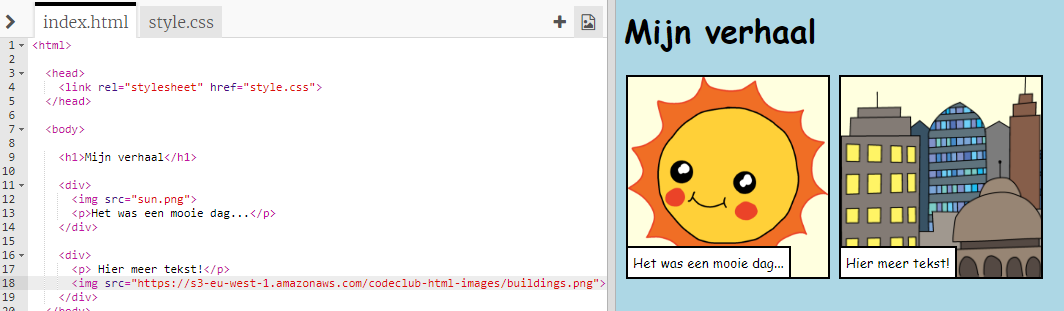 index.html style.css
1 <html>
2
3 <head>
4 <link rel="stylesheet" href="style.css">
5 </head>
6
7 <body>
8
9 <h1>Mijn verhaal</h1>
10
11 <div>
12 <img src="sun.png">
13 <p>Het was een mooie dag...</p>
14 </div>
15
16 <div>
17 <p> Hier meer tekst!</p>
18 <img src="https://s3-eu-west-1.amazonaws.com/codeclub-html-images/buildings.png">
19 </div>
20 </body>
Mijn verhaal
Het was een mooie dag...
Hier meer tekst!